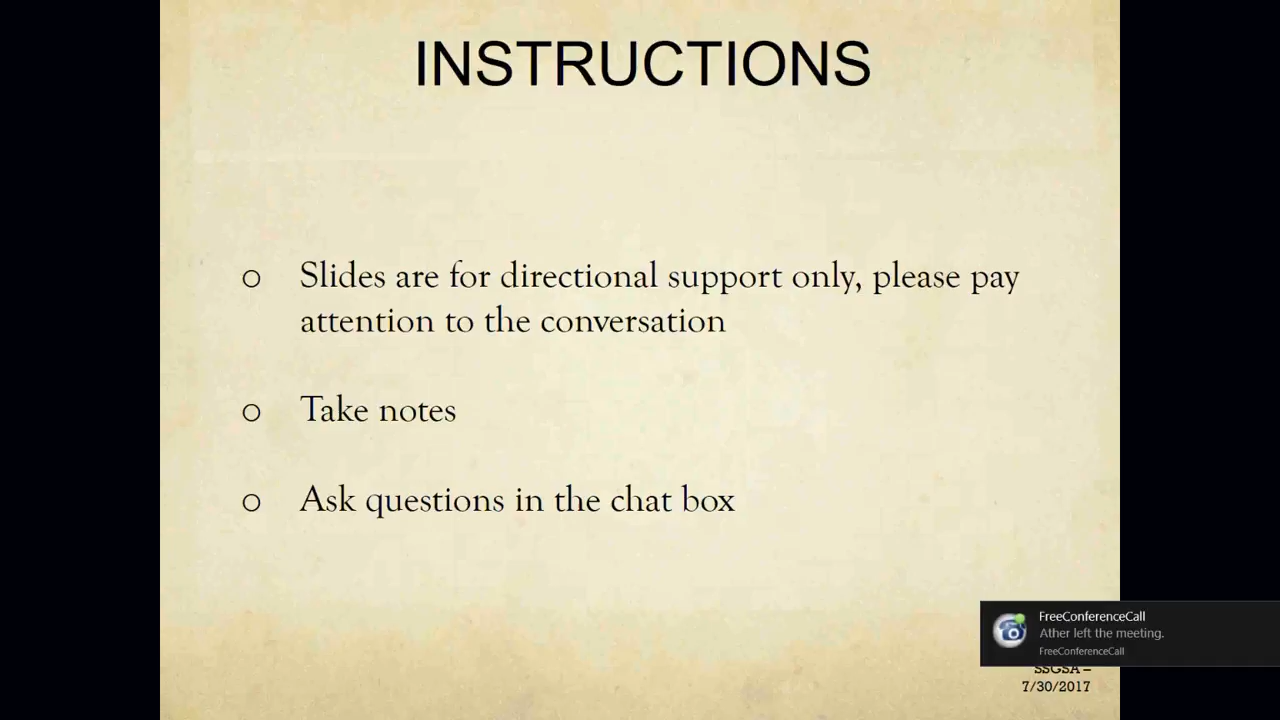 INSTRUCTIONS
o Slides are for directional support only, please pay
attention to the conversation
o Take notes
o Ask questions in the chat box
FreeConferenceCall
Ather left the meeting.
FreeConferenceCall
SSGSA –
7/30/2017